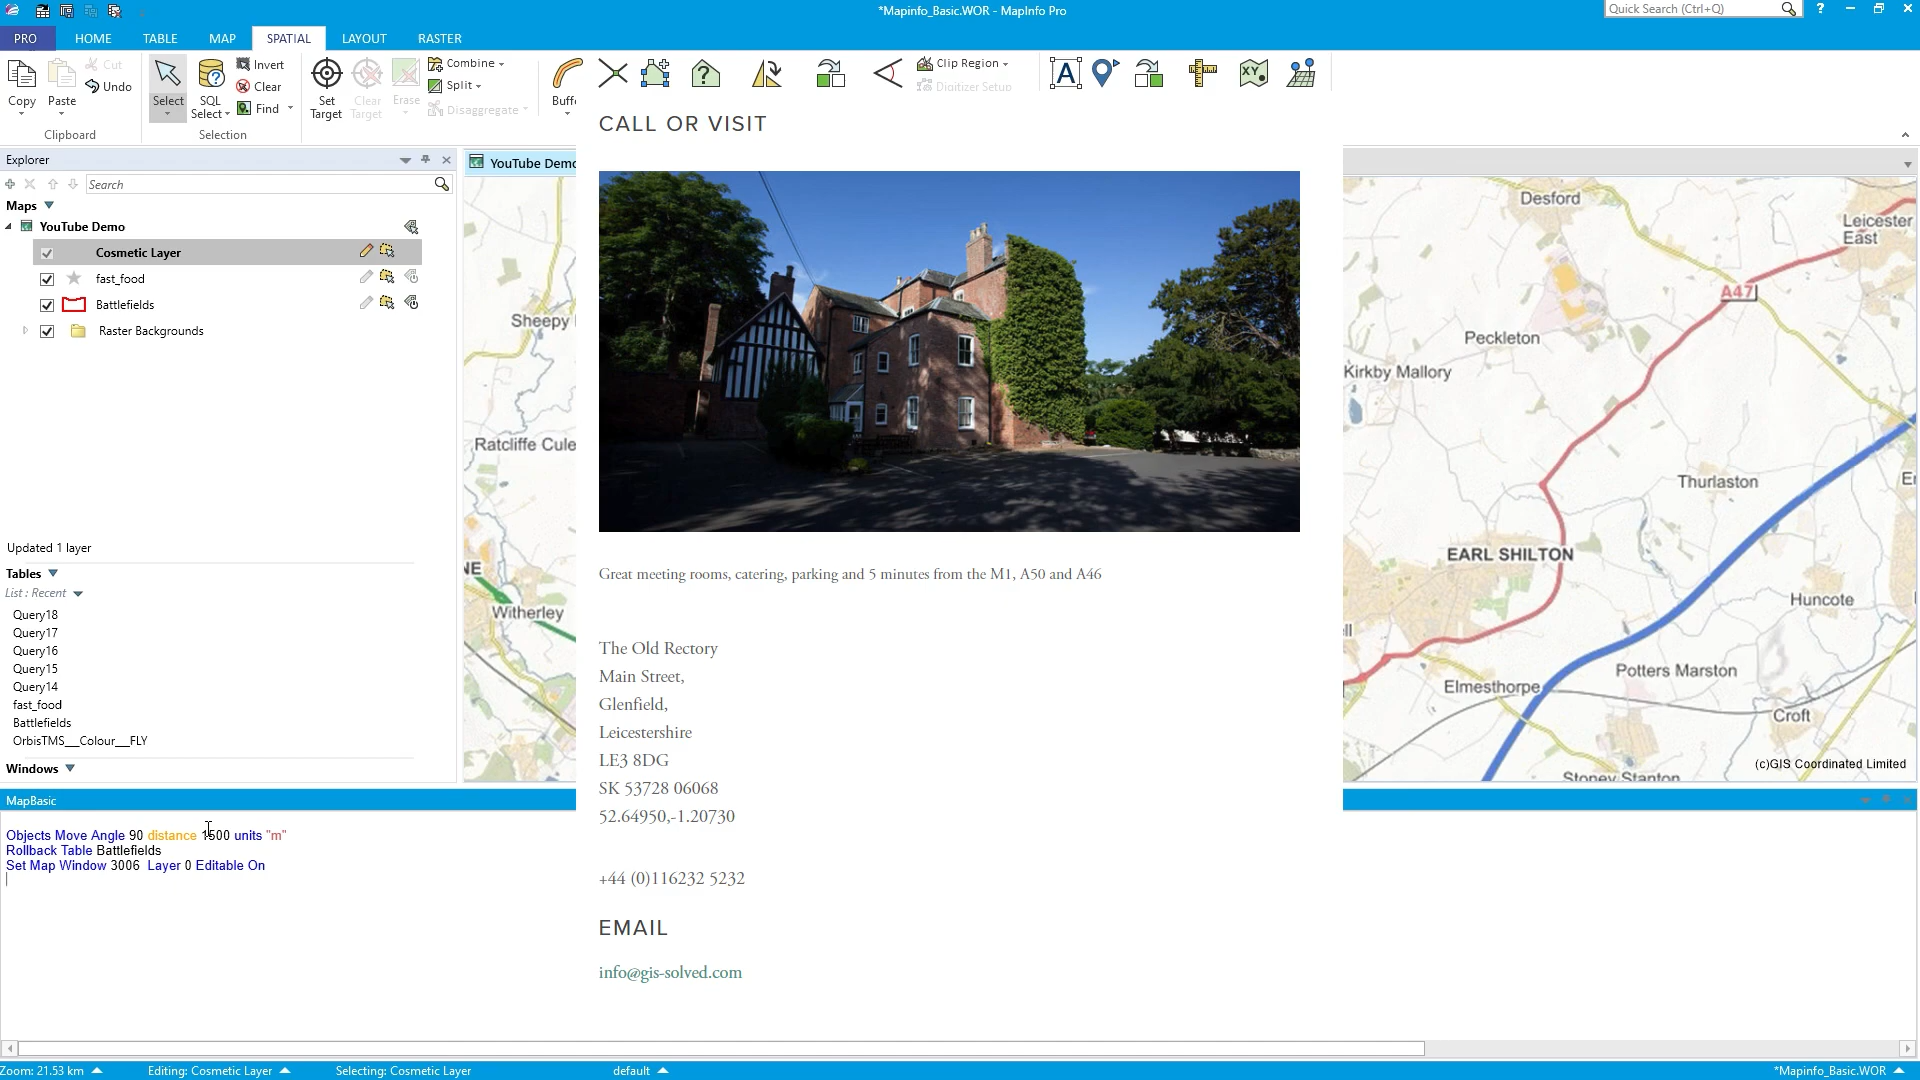 *Mapinfo_Basic.WOR - MapInfo Pro
Quick Search (Ctrl+Q)
?
PRO
HOME
TABLE
MAP
SPATIAL
LAYOUT
RASTER
Copy
Paste
Cut
Undo
Clipboard
Select
SQL
Select
Invert
Clear
Find
Selection
Set
Target
Clear
Target
Erase
Combine
Split
Disaggregate
Buffe
Clip Region
Digitizer Setup
A
XY
Explorer
Search
Maps
YouTube Demo
Cosmetic Layer
fast_food
Battlefields
Raster Backgrounds
Updated 1 layer
Tables
List : Recent
Query18
Query17
Query16
Query15
Query14
fast_food
Battlefields
OrbisTMS__Colour__FLY
Windows
YouTube Demo
Sheepy
Ratcliffe Cule
NE
Witherley
CALL OR VISIT
Great meeting rooms, catering, parking and 5 minutes from the M1, A50 and A46
The Old Rectory
Main Street,
Glenfield,
Leicestershire
LE3 8DG
SK 53728 06068
52.64950,-1.20730
+44 (0)116232 5232
EMAIL
info@gis-solved.com
Desford
Leicester
East
A47
Peckleton
Kirkby Mallory
Thurlaston
EARL SHILTON
Huncote
ll
Potters Marston
Elmesthorpe
Croft
Stoney Stanton
(c)GIS Coordinated Limited
MapBasic
Objects Move Angle 90 distance 1500 units "m"
Rollback Table Battlefields
Set Map Window 3006 Layer 0 Editable On
Zoom: 21.53 km
Editing: Cosmetic Layer
Selecting: Cosmetic Layer
default
*Mapinfo_Basic.WOR